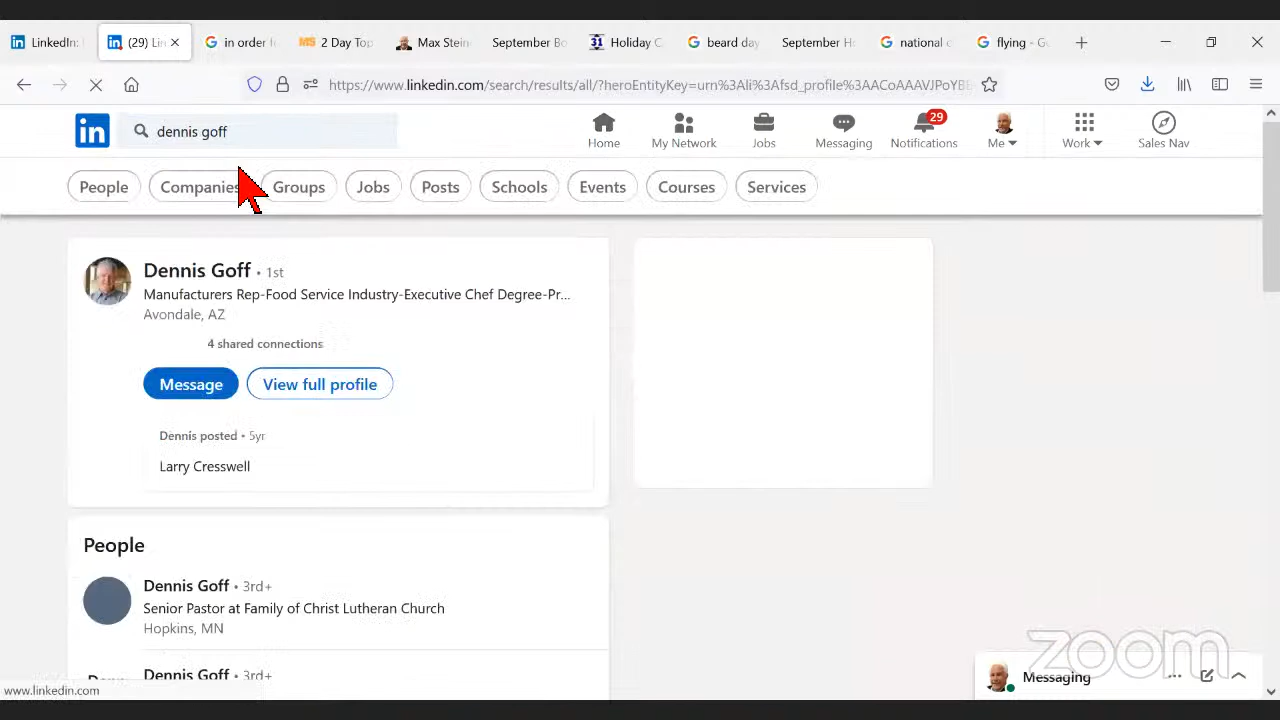 LinkedIn:
(29) Lin
in order t
MS 2 Day Top
Max Stein
September Bo
31 Holiday C
beard day
September Ho
national c
flying - Go
https://www.linkedin.com/search/results/all/?heroEntityKey=urn%3Ali%3Afsd_profile%3AACoAAAVJPoYBB
in
dennis goff
Home
My Network
Jobs
Messaging
29
Notifications
Me
Work
Sales Nav
People
Companies
Groups
Jobs
Posts
Schools
Events
Courses
Services
Dennis Goff • 1st
Manufacturers Rep-Food Service Industry-Executive Chef Degree-Pr...
Avondale, AZ
4 shared connections
Message
View full profile
Dennis posted • 5yr
Larry Cresswell
People
Dennis Goff • 3rd+
Senior Pastor at Family of Christ Lutheran Church
Hopkins, MN
Dennis Goff • 3rd+
www.linkedin.com
Messaging
zoom